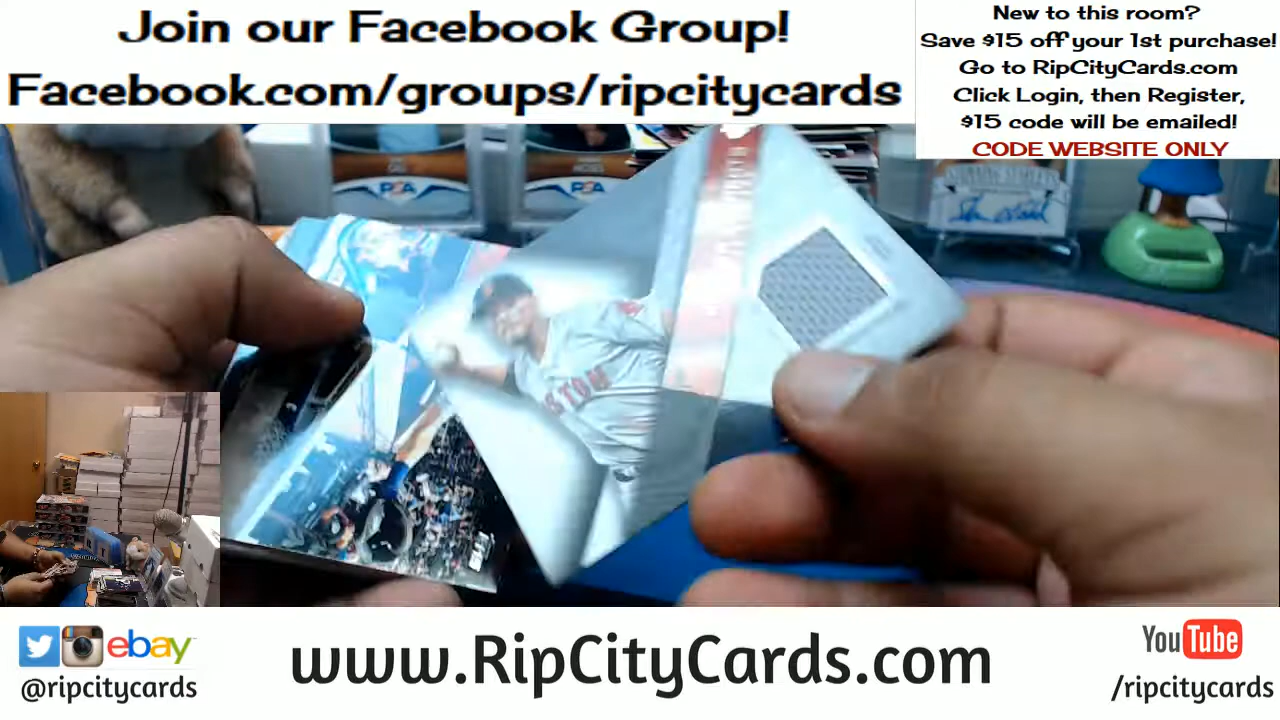 Join our Facebook Group!
Facebook.com/groups/ripcitycards
New to this room?
Save $15 off your 1st purchase!
Go to RipCityCards.com
Click Login, then Register,
$15 code will be emailed!
CODE WEBSITE ONLY
PSA
PSA
ebay
@ripcitycards
www.RipCityCards.com
YouTube
/ripcitycards